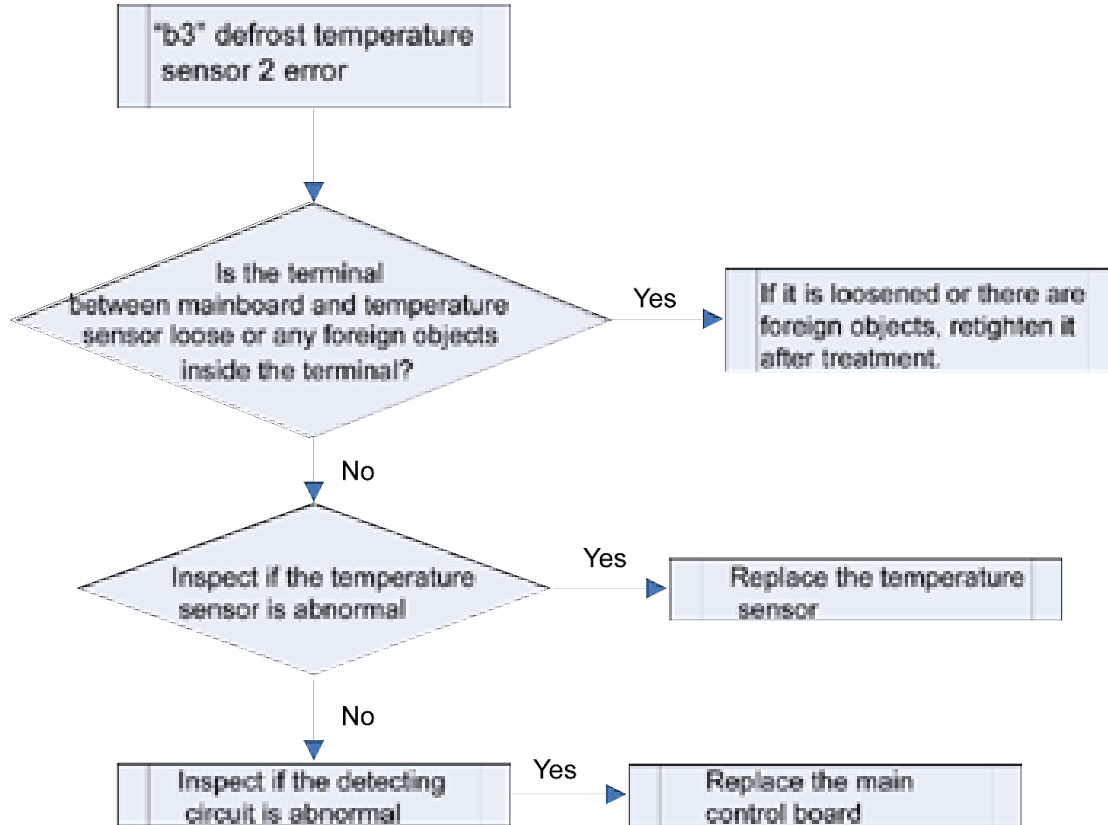 "b3" defrost temperature
sensor 2 error
Is the terminal
between mainboard and temperature
sensor loose or any foreign objects
inside the terminal?
Yes
If it is loosened or there are
foreign objects, retighten it
after treatment.
No
Inspect if the temperature
sensor is abnormal
Yes
Replace the temperature
sensor
No
Inspect if the detecting
circuit is abnormal
Yes
Replace the main
control board